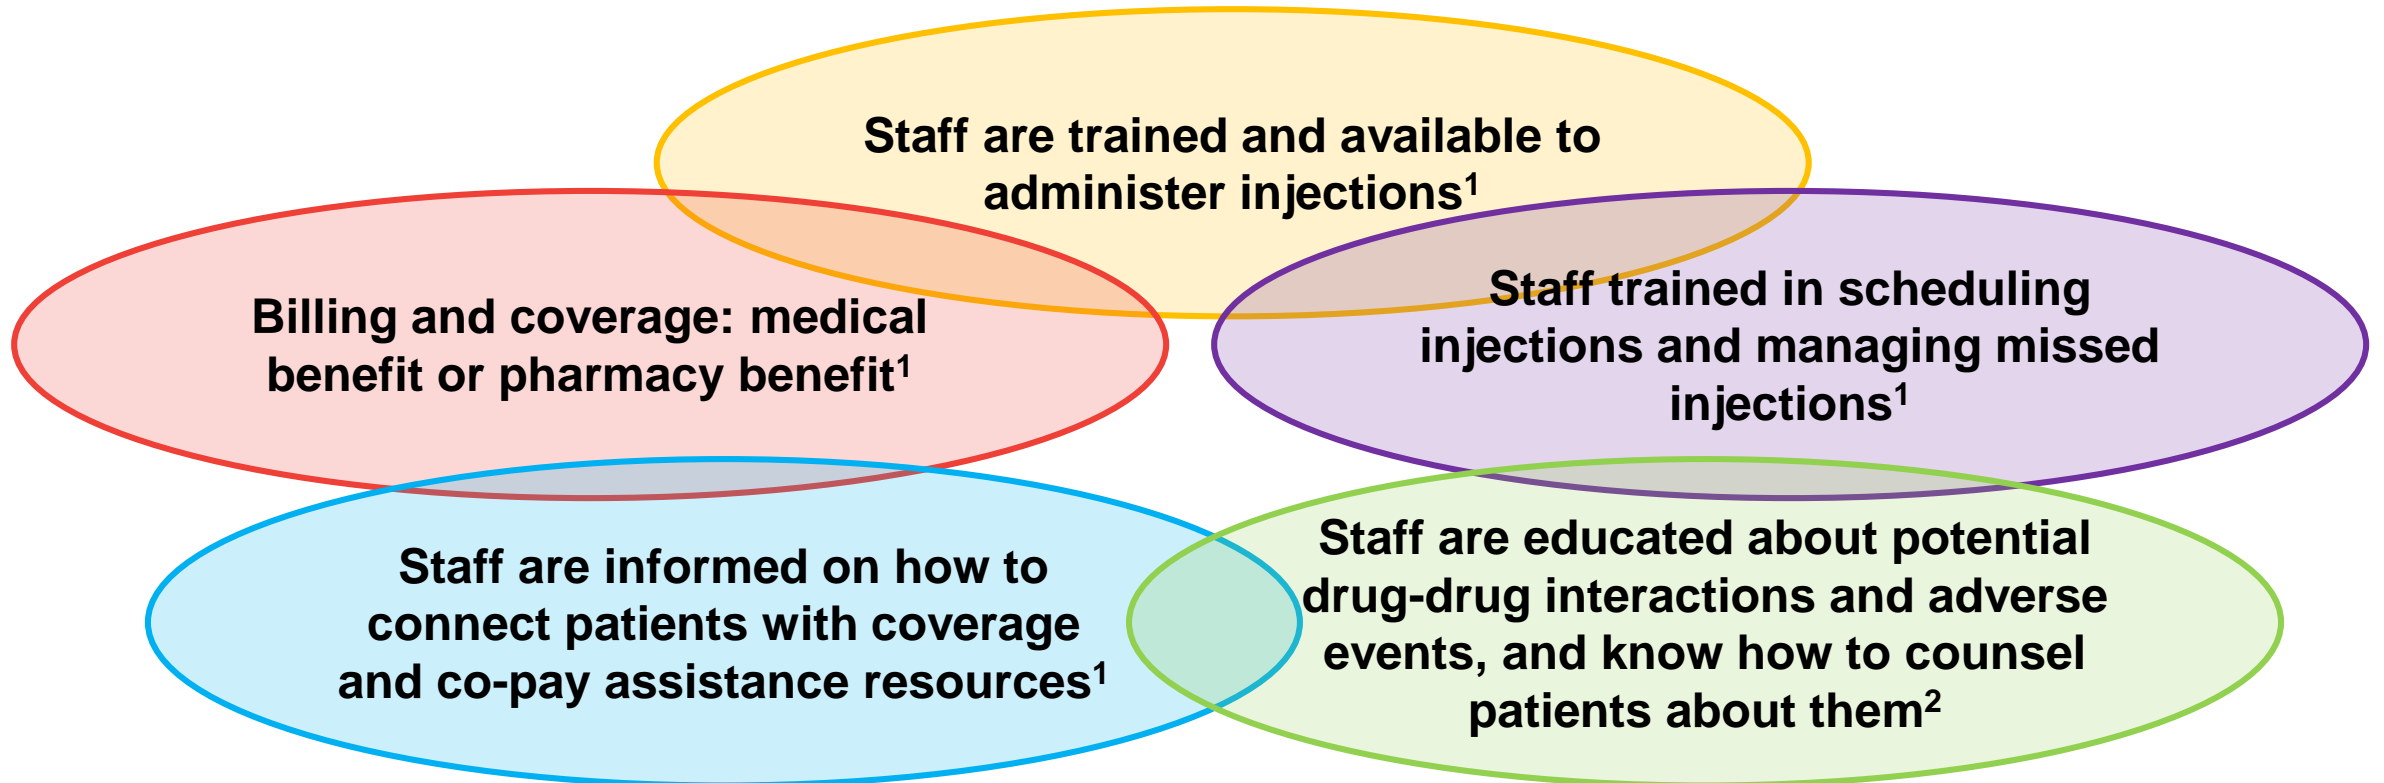 Staff are trained and available to
administer injections¹
Billing and coverage: medical
benefit or pharmacy benefit¹
Staff trained in scheduling
injections and managing missed
injections¹
Staff are informed on how to
connect patients with coverage
and co-pay assistance resources¹
Staff are educated about potential
drug-drug interactions and adverse
events, and know how to counsel
patients about them²